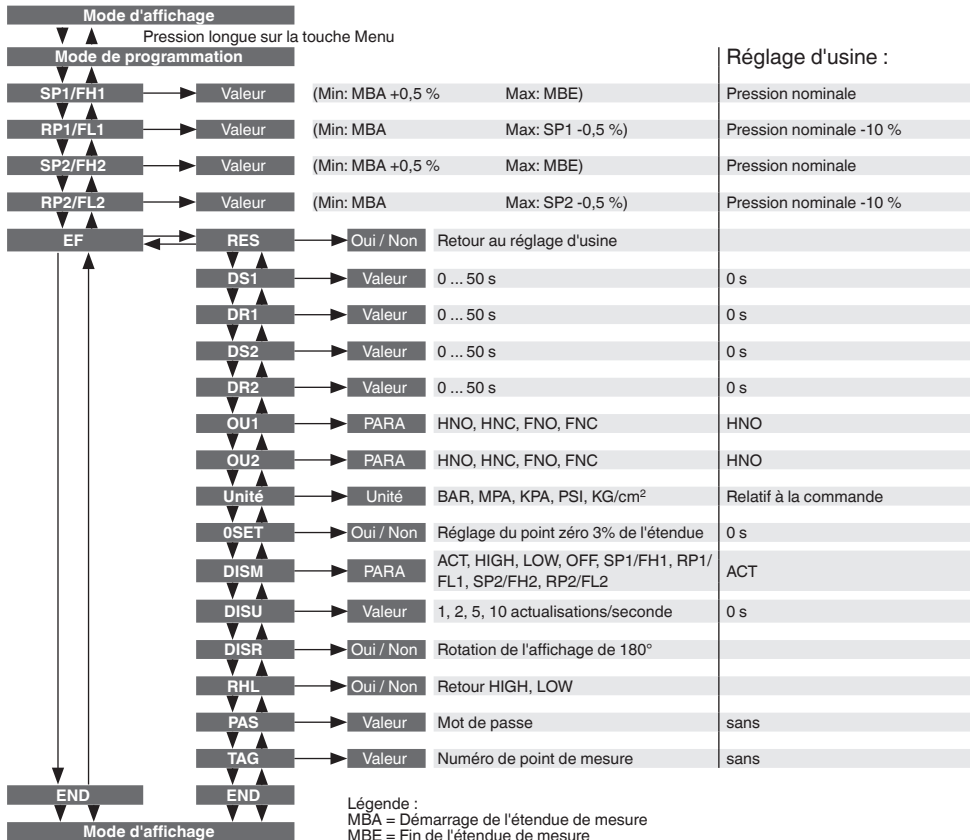 Mode d'affichage
Pression longue sur la touche Menu
Mode de programmation
Réglage d'usine :
SP1/FH1 Valeur (Min: MBA +0,5 % Max: MBE) Pression nominale
RP1/FL1 Valeur (Min: MBA Max: SP1 -0,5 %) Pression nominale -10 %
SP2/FH2 Valeur (Min: MBA +0,5 % Max: MBE) Pression nominale
RP2/FL2 Valeur (Min: MBA Max: SP2 -0,5 %) Pression nominale -10 %
EF RES Oui / Non Retour au réglage d'usine
DS1 Valeur 0 ... 50 s 0 s
DR1 Valeur 0 ... 50 s 0 s
DS2 Valeur 0 ... 50 s 0 s
DR2 Valeur 0 ... 50 s 0 s
OU1 PARA HNO, HNC, FNO, FNC HNO
OU2 PARA HNO, HNC, FNO, FNC HNO
Unité Unité BAR, MPA, KPA, PSI, KG/cm² Relatif à la commande
0SET Oui / Non Réglage du point zéro 3% de l'étendue 0 s
DISM PARA ACT, HIGH, LOW, OFF, SP1/FH1, RP1/
FL1, SP2/FH2, RP2/FL2 ACT
DISU Valeur 1, 2, 5, 10 actualisations/seconde 0 s
DISR Oui / Non Rotation de l'affichage de 180°
RHL Oui / Non Retour HIGH, LOW
PAS Valeur Mot de passe sans
TAG Valeur Numéro de point de mesure sans
END END
Mode d'affichage
Légende :
MBA = Démarrage de l'étendue de mesure
MBE = Fin de l'étendue de mesure